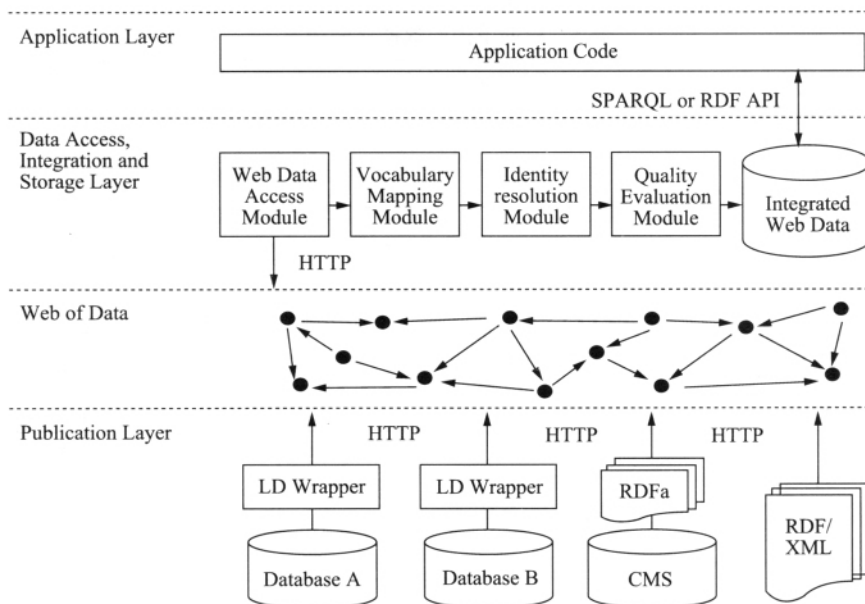 Application Layer
Application Code
SPARQL or RDF API
Data Access,
Integration and
Storage Layer
Web Data
Access
Module
Vocabulary
Mapping
Module
Identity
resolution
Module
Quality
Evaluation
Module
Integrated
Web Data
HTTP
Web of Data
Publication Layer
HTTP
HTTP
HTTP
LD Wrapper
LD Wrapper
RDFa
RDF/
XML
Database A
Database B
CMS